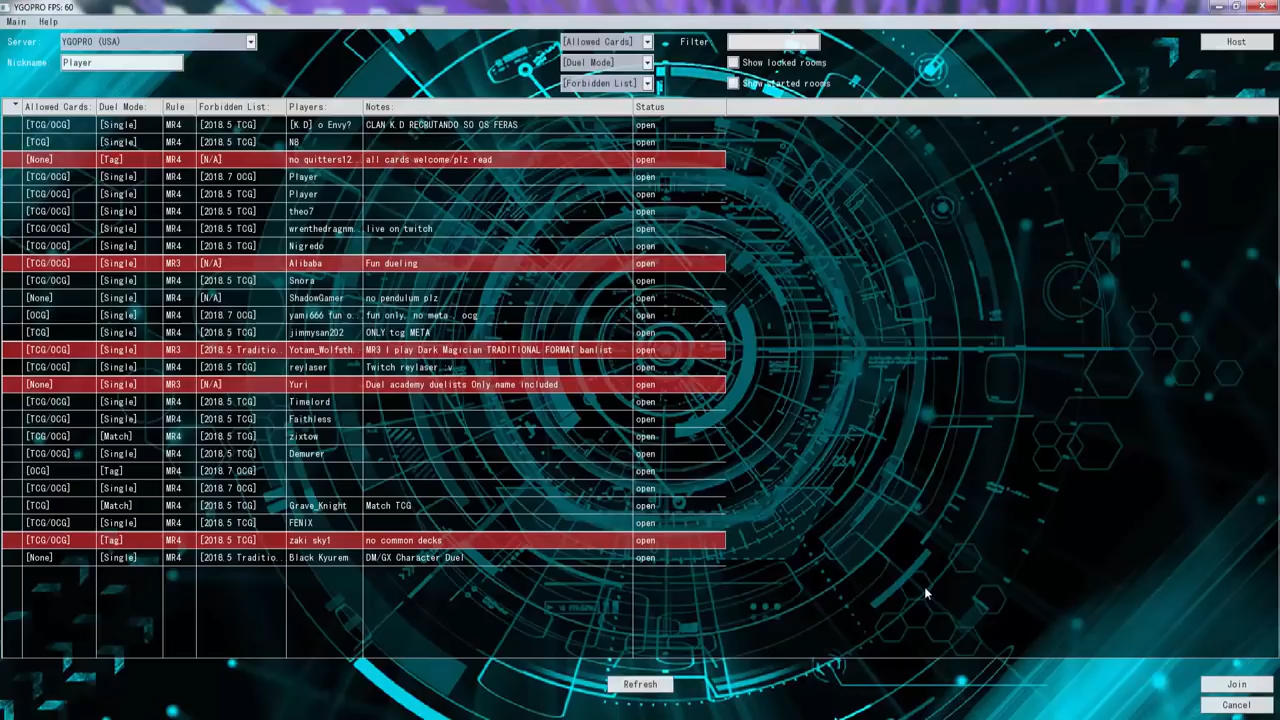 YGOPRO FPS: 60
Main Help
Server: YGOPRO (USA) [Allowed Cards] Filter Host
Nickname Player [Duel Mode] Show locked rooms
[Forbidden List] Show started rooms
Allowed Cards: Duel Mode: Rule Forbidden List: Players: Notes: Status
[TCG/OCG] [Single] MR4 [2018.5 TCG] [K.D] o Envy? CLAN K.D RECRUTANDO SO OS FERAS open
[TCG] [Single] MR4 [2018.5 TCG] N8 open
[None] [Tag] MR4 [N/A] no quitters12.. all cards welcome/plz read open
[TCG/OCG] [Single] MR4 [2018.7 OCG] Player open
[TCG/OCG] [Single] MR4 [2018.5 TCG] Player open
[TCG/OCG] [Single] MR4 [2018.5 TCG] theo7 open
[TCG/OCG] [Single] MR4 [2018.5 TCG] wrenthedragnm.. live on twitch open
[TCG/OCG] [Single] MR4 [2018.5 TCG] Nigredo open
[TCG/OCG] [Single] MR3 [N/A] Alibaba Fun dueling open
[TCG/OCG] [Single] MR4 [2018.5 TCG] Snora open
[None] [Single] MR4 [N/A] ShadowGamer no pendulum plz open
[OCG] [Single] MR4 [2018.7 OCG] yami666 fun o.. fun only. no meta . ocg open
[TCG] [Single] MR4 [2018.5 TCG] jimmysan202 ONLY tcg META open
[TCG/OCG] [Single] MR3 [2018.5 Traditio.. Yotam_Wolfsth.. MR3 I play Dark Magician TRADITIONAL FORMAT banlist open
[TCG/OCG] [Single] MR4 [2018.5 TCG] reylaser Twitch reylaser :v open
[None] [Single] MR3 [N/A] Yuri Duel academy duelists Only name included open
[TCG/OCG] [Single] MR4 [2018.5 TCG] Timelord open
[TCG/OCG] [Single] MR4 [2018.5 TCG] Faithless open
[TCG/OCG] [Match] MR4 [2018.5 TCG] zixtow open
[TCG/OCG] [Single] MR4 [2018.5 TCG] Demurer open
[OCG] [Tag] MR4 [2018.7 OCG] open
[TCG/OCG] [Single] MR4 [2018.7 OCG] open
[TCG] [Match] MR4 [2018.5 TCG] Grave_Knight Match TCG open
[TCG/OCG] [Single] MR4 [2018.5 TCG] FENIX open
[TCG/OCG] [Tag] MR4 [2018.5 TCG] zaki sky1 no common decks open
[None] [Single] MR4 [2018.5 Traditio.. Black Kyurem DM/GX Character Duel open
Refresh Join
Cancel